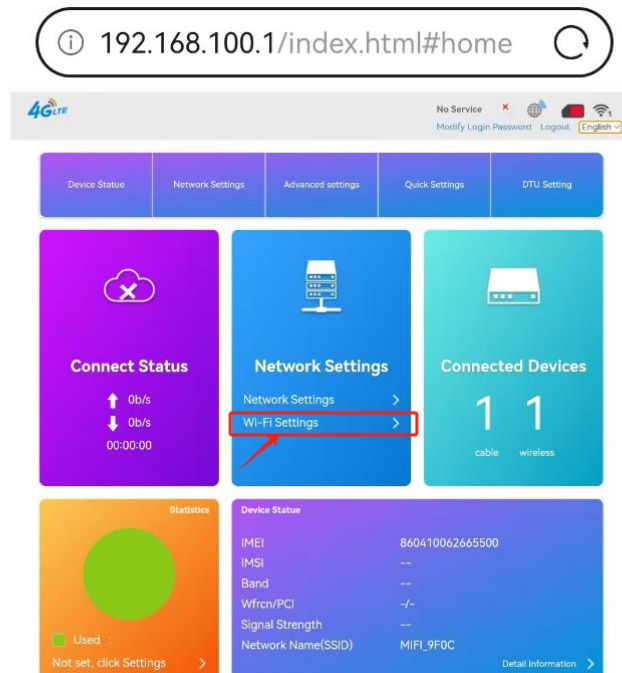 192.168.100.1/index.html#home
4G LTE
No Service
1
Modify Login Password Logout English
Device Statue Network Settings Advanced settings Quick Settings DTU Setting
Connect Status
0b/s
0b/s
00:00:00
Network Settings
Network Settings
Wi-Fi Settings
Connected Devices
1 1
cable wireless
Statistics
Used :
Not set, click Settings
Device Statue
IMEI 860410062665500
IMSI --
Band --
Wfrcn/PCI -/-
Signal Strength --
Network Name(SSID) MIFI_9F0C
Detail Information